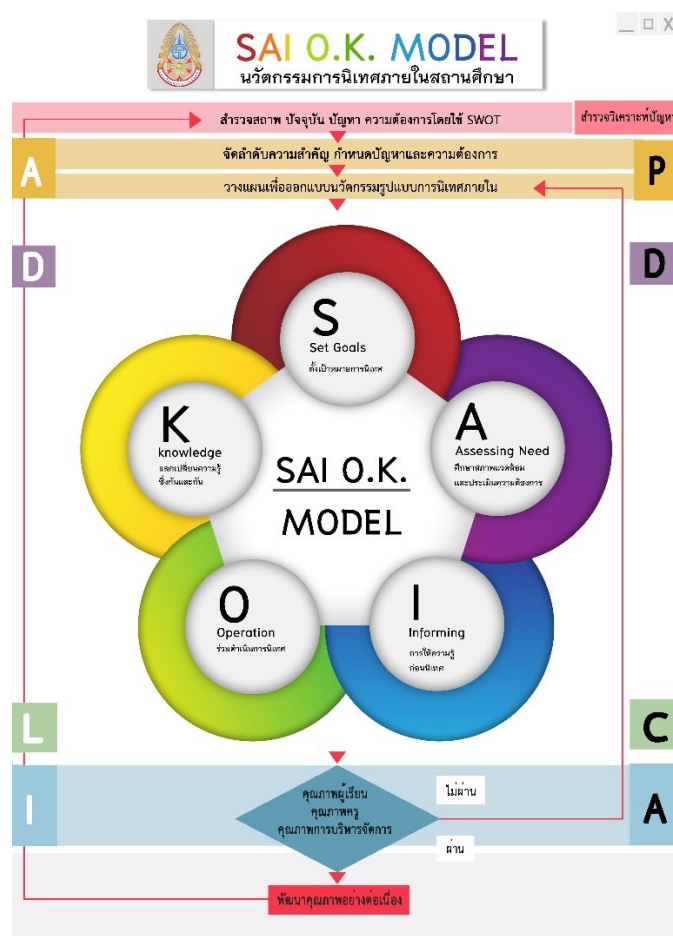 SAI O.K. MODEL
นวัตกรรมการนิเทศภายในสถานศึกษา
สำรวจสภาพ ปัจจุบัน ปัญหา ความต้องการโดยใช้ SWOT
สำรวจวิเคราะห์ปัญหา
จัดลำดับความสำคัญ กำหนดปัญหาและความต้องการ
A
P
วางแผนเพื่อออกแบบนวัตกรรมรูปแบบการนิเทศภายใน
D
D
S
Set Goals
ตั้งเป้าหมายการนิเทศ
K
knowledge
แลกเปลี่ยนความรู้
ซึ่งกันและกัน
A
Assessing Need
ศึกษาสภาพแวดล้อม
และประเมินความต้องการ
SAI O.K.
MODEL
O
Operation
ร่วมดำเนินการนิเทศ
I
Informing
การให้ความรู้
ก่อนนิเทศ
L
C
I
A
คุณภาพผู้เรียน
คุณภาพครู
คุณภาพการบริหารจัดการ
ไม่ผ่าน
ผ่าน
พัฒนาคุณภาพอย่างต่อเนื่อง